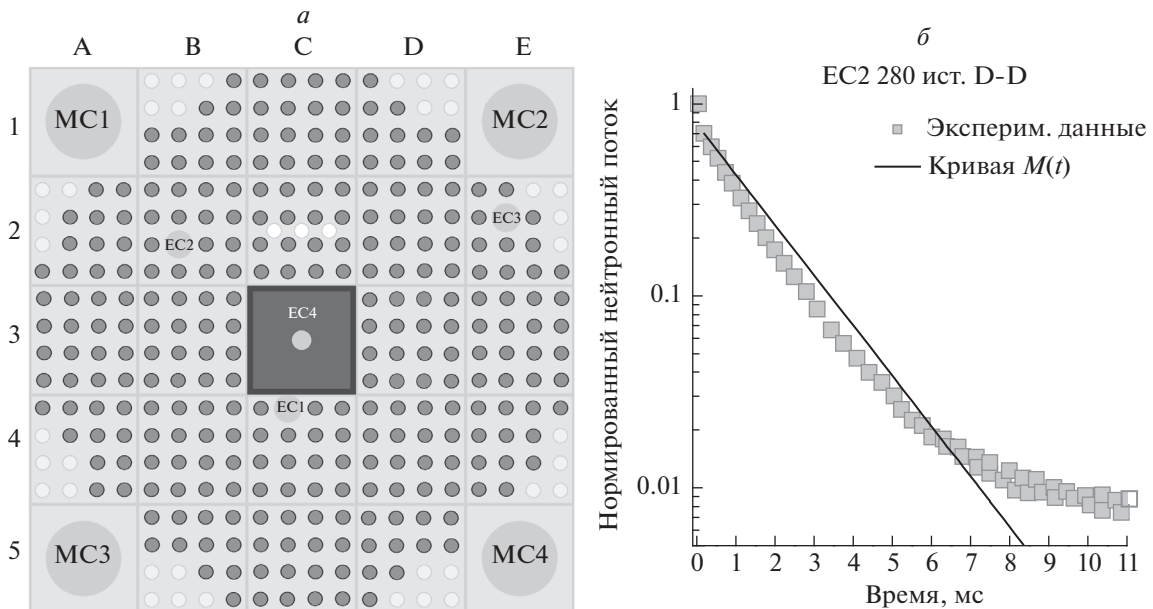 а
A B C D E
1
MC1
MC2
2
EC2
EC3
3
EC4
4
EC1
5
MC3
MC4
б
EC2 280 ист. D-D
Эксперим. данные
Кривая M(t)
Нормированный нейтронный поток
1
0.1
0.01
0 1 2 3 4 5 6 7 8 9 10 11
Время, мс